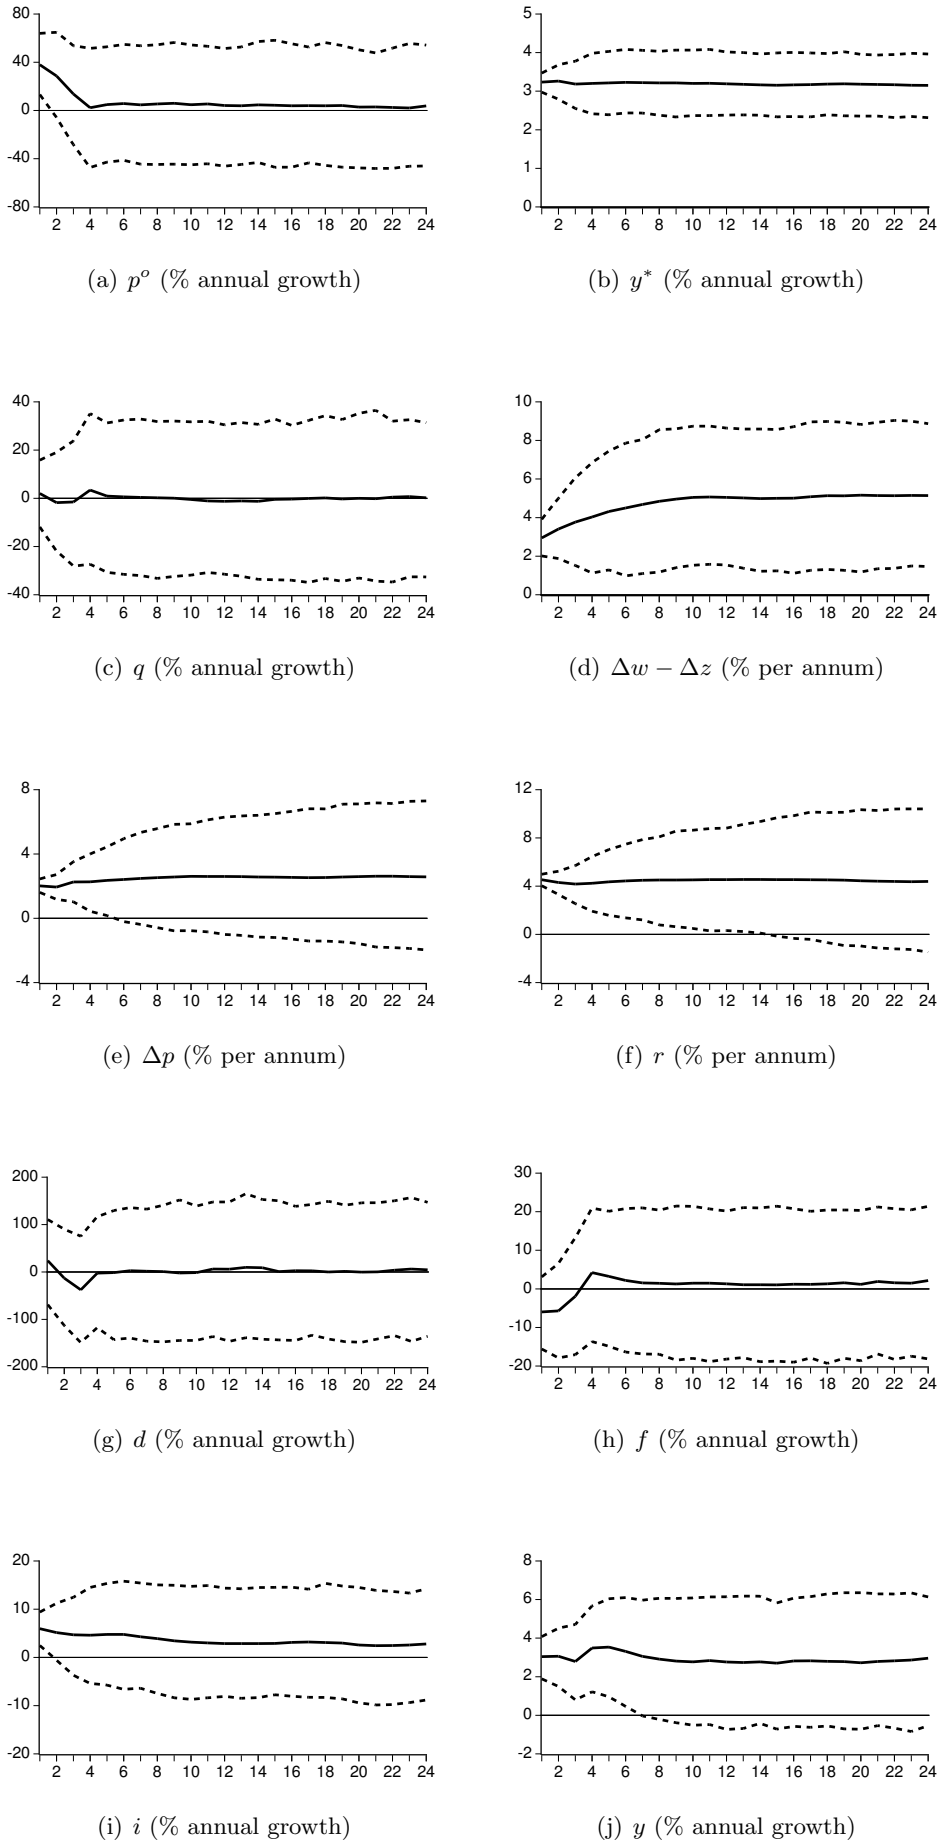 80
40
0
-40
-80
2 4 6 8 10 12 14 16 18 20 22 24
(a) pᵒ (% annual growth)
5
4
3
2
1
0
2 4 6 8 10 12 14 16 18 20 22 24
(b) y* (% annual growth)
40
20
0
-20
-40
2 4 6 8 10 12 14 16 18 20 22 24
(c) q (% annual growth)
10
8
6
4
2
0
2 4 6 8 10 12 14 16 18 20 22 24
(d) Δw − Δz (% per annum)
8
4
0
-4
2 4 6 8 10 12 14 16 18 20 22 24
(e) Δp (% per annum)
12
8
4
0
-4
2 4 6 8 10 12 14 16 18 20 22 24
(f) r (% per annum)
200
100
0
-100
-200
2 4 6 8 10 12 14 16 18 20 22 24
(g) d (% annual growth)
30
20
10
0
-10
-20
2 4 6 8 10 12 14 16 18 20 22 24
(h) f (% annual growth)
20
10
0
-10
-20
2 4 6 8 10 12 14 16 18 20 22 24
(i) i (% annual growth)
8
6
4
2
0
-2
2 4 6 8 10 12 14 16 18 20 22 24
(j) y (% annual growth)